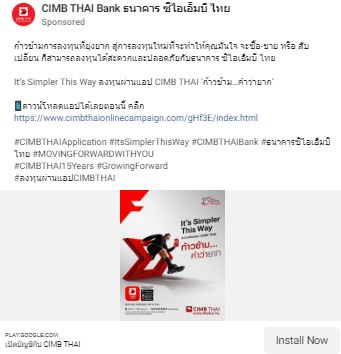 CIMB THAI Bank ธนาคาร ซีไอเอ็มบี ไทย
Sponsored
ก้าวข้ามการลงทุนที่ยุ่งยาก สู่การลงทุนใหม่ที่จะทำให้คุณมั่นใจ จะซื้อ-ขาย หรือ สับ
เปลี่ยน ก็สามารถลงทุนได้สะดวกและปลอดภัยกับธนาคาร ซีไอเอ็มบี ไทย
It's Simpler This Way ลงทุนผ่านแอป CIMB THAI ‘ก้าวข้าม...คำว่ายาก’
ดาวน์โหลดแอปได้เลยตอนนี้ คลิ๊ก
https://www.cimbthaionlinecampaign.com/gHf3E/index.html
#CIMBTHAIApplication #ItsSimplerThisWay #CIMBTHAIBank #ธนาคารซีไอเอ็มบี
ไทย #MOVINGFORWARDWITHYOU
#CIMBTHAI15Years #GrowingForward
#ลงทุนผ่านแอปCIMBTHAI
It's Simpler
This Way
ก้าวข้าม...
คำว่ายาก
CIMB THAI
PLAY.GOOGLE.COM
เปิดบัญชีกับ CIMB THAI
Install Now